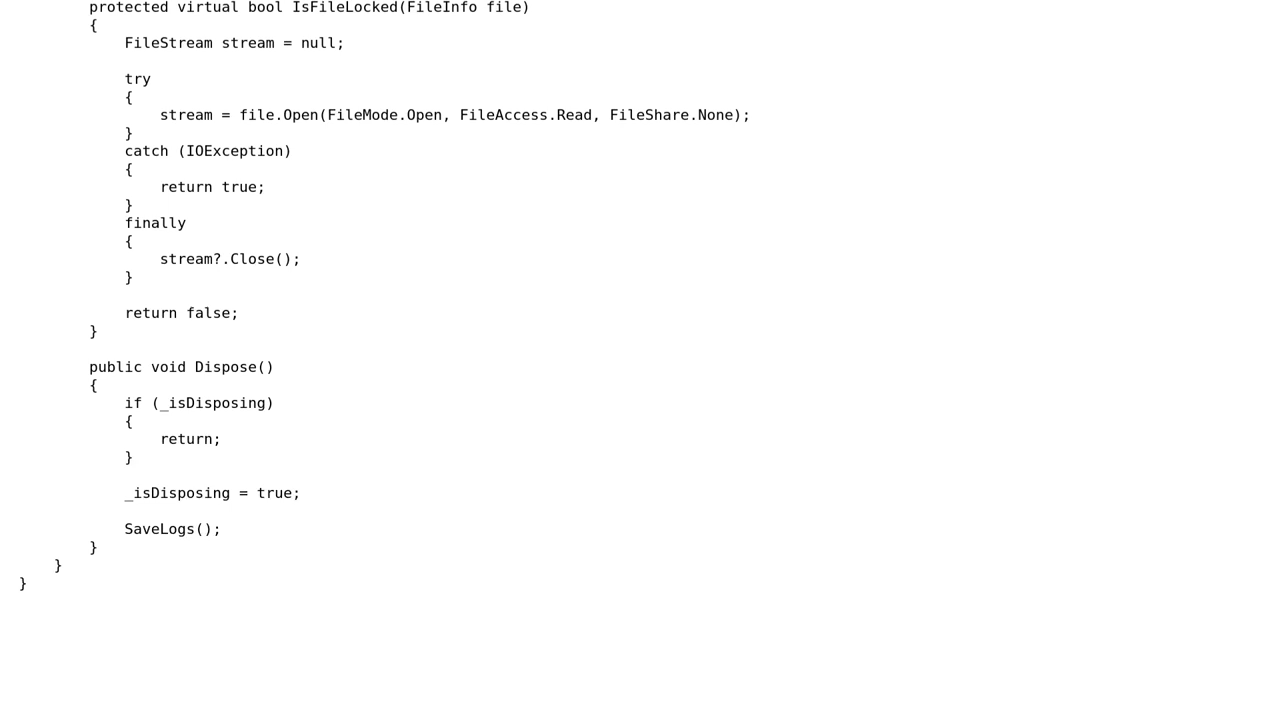 protected virtual bool IsFileLocked(FileInfo file)
        {
            FileStream stream = null;

            try
            {
                stream = file.Open(FileMode.Open, FileAccess.Read, FileShare.None);
            }
            catch (IOException)
            {
                return true;
            }
            finally
            {
                stream?.Close();
            }

            return false;
        }

        public void Dispose()
        {
            if (_isDisposing)
            {
                return;
            }

            _isDisposing = true;

            SaveLogs();
        }
    }
}